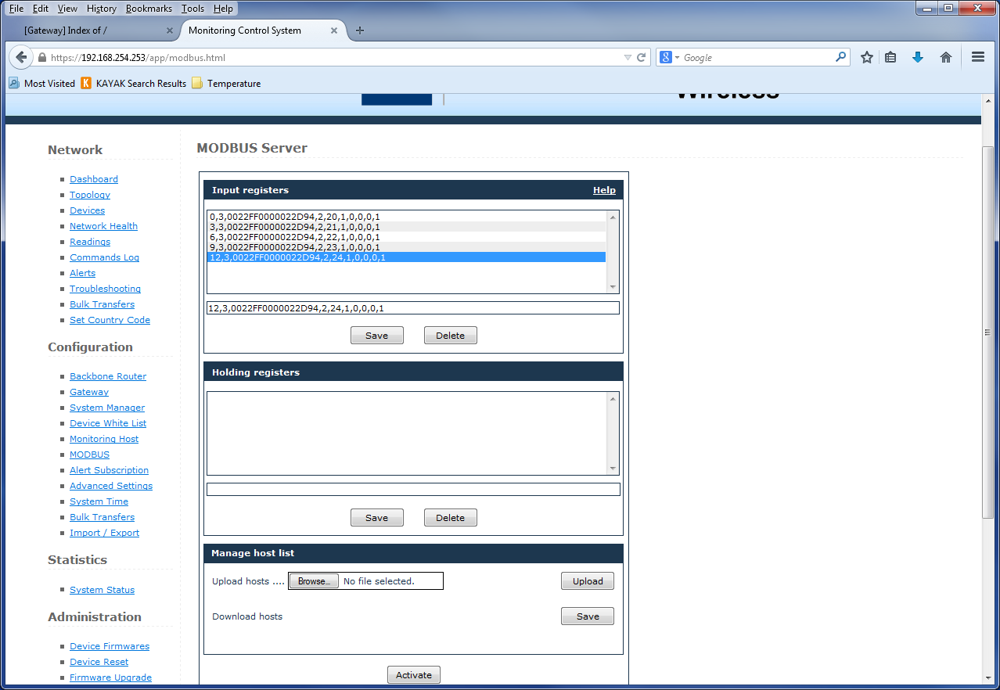 File Edit View History Bookmarks Tools Help
[Gateway] Index of /
Monitoring Control System
https://192.168.254.253/app/modbus.html
Google
Most Visited KAYAK Search Results Temperature
Wireless
Network
Dashboard
Topology
Devices
Network Health
Readings
Commands Log
Alerts
Troubleshooting
Bulk Transfers
Set Country Code
Configuration
Backbone Router
Gateway
System Manager
Device White List
Monitoring Host
MODBUS
Alert Subscription
Advanced Settings
System Time
Bulk Transfers
Import / Export
Statistics
System Status
Administration
Device Firmwares
Device Reset
Firmware Upgrade
MODBUS Server
Input registers Help
0,3,0022FF0000022D94,2,20,1,0,0,0,1
3,3,0022FF0000022D94,2,21,1,0,0,0,1
6,3,0022FF0000022D94,2,22,1,0,0,0,1
9,3,0022FF0000022D94,2,23,1,0,0,0,1
12,3,0022FF0000022D94,2,24,1,0,0,0,1
12,3,0022FF0000022D94,2,24,1,0,0,0,1
Save Delete
Holding registers
Save Delete
Manage host list
Upload hosts .... Browse... No file selected. Upload
Download hosts Save
Activate